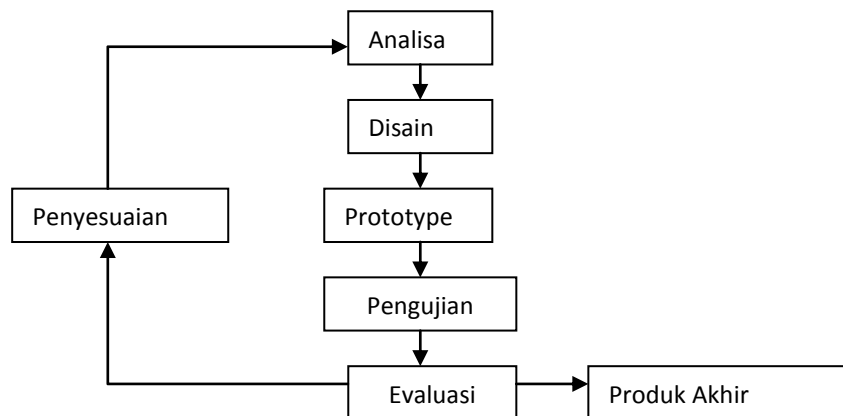 Analisa
Disain
Penyesuaian
Prototype
Pengujian
Evaluasi
Produk Akhir